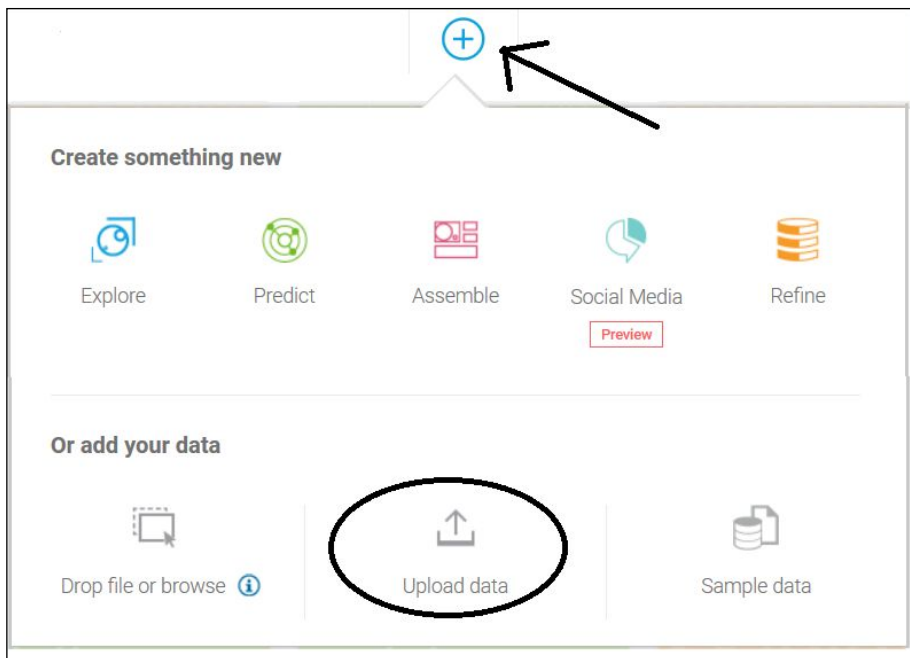 Create something new
Explore
Predict
Assemble
Social Media
Refine
Preview
Or add your data
Drop file or browse
Upload data
Sample data